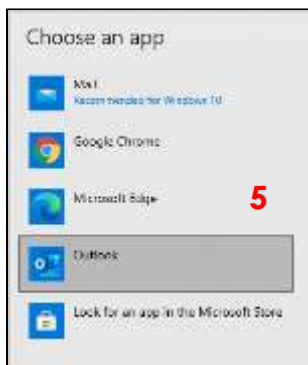 Choose an app
Mail
Recommended for Windows 10
Google Chrome
Microsoft Edge
5
Outlook
Look for an app in the Microsoft Store